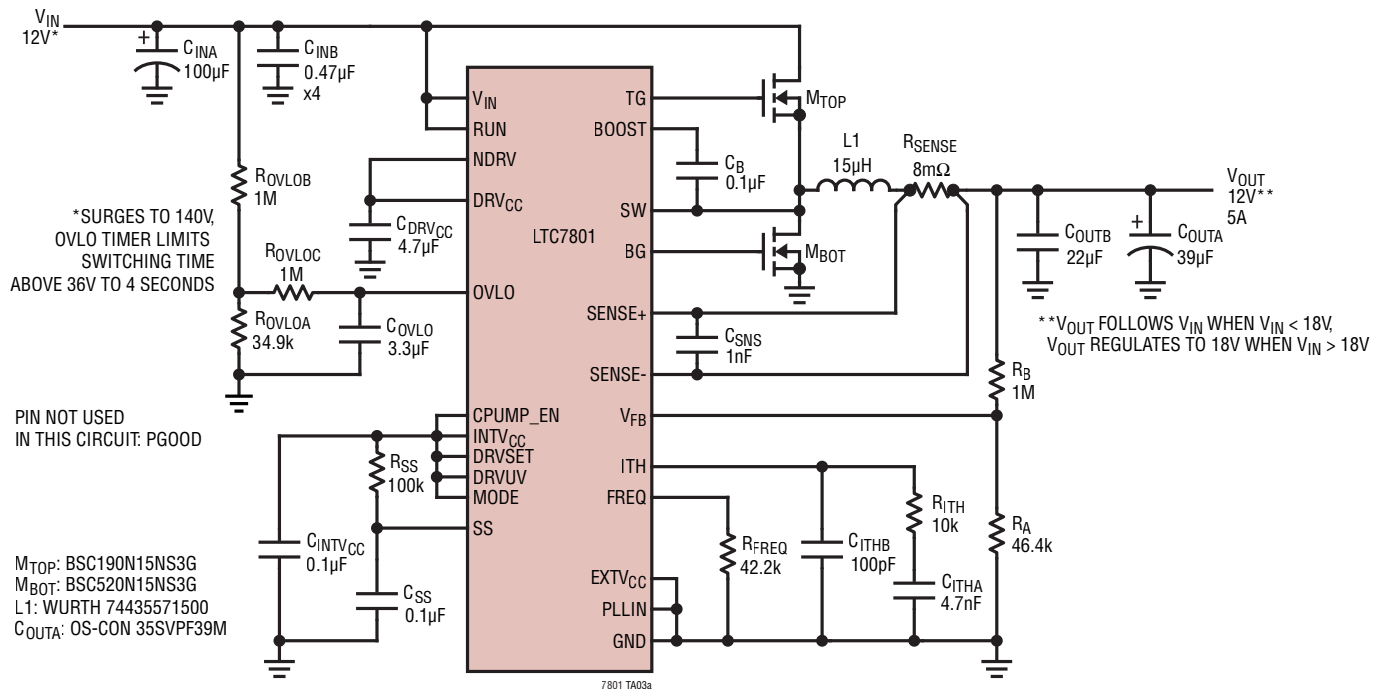 VIN
12V*
+
CINA
100µF
CINB
0.47µF
x4
VIN
RUN
NDRV
DRVCC
OVLO
CPUMP_EN
INTVCC
DRVSET
DRVUV
MODE
SS
LTC7801
TG
BOOST
SW
BG
SENSE+
SENSE-
VFB
ITH
FREQ
EXTVCC
PLLIN
GND
MTOP
CB
0.1µF
MBOT
L1
15µH
RSENSE
8mΩ
VOUT
12V**
5A
COUTB
22µF
+
COUTA
39µF
**VOUT FOLLOWS VIN WHEN VIN < 18V,
VOUT REGULATES TO 18V WHEN VIN > 18V
ROVLOB
1M
*SURGES TO 140V,
OVLO TIMER LIMITS
SWITCHING TIME
ABOVE 36V TO 4 SECONDS
CDRVCC
4.7µF
ROVLOC
1M
ROVLOA
34.9k
COVLO
3.3µF
CSNS
1nF
RB
1M
PIN NOT USED
IN THIS CIRCUIT: PGOOD
RSS
100k
CINTVCC
0.1µF
CSS
0.1µF
RFREQ
42.2k
CITHB
100pF
RITH
10k
CITHA
4.7nF
RA
46.4k
MTOP: BSC190N15NS3G
MBOT: BSC520N15NS3G
L1: WURTH 74435571500
COUTA: OS-CON 35SVPF39M
7801 TA03a